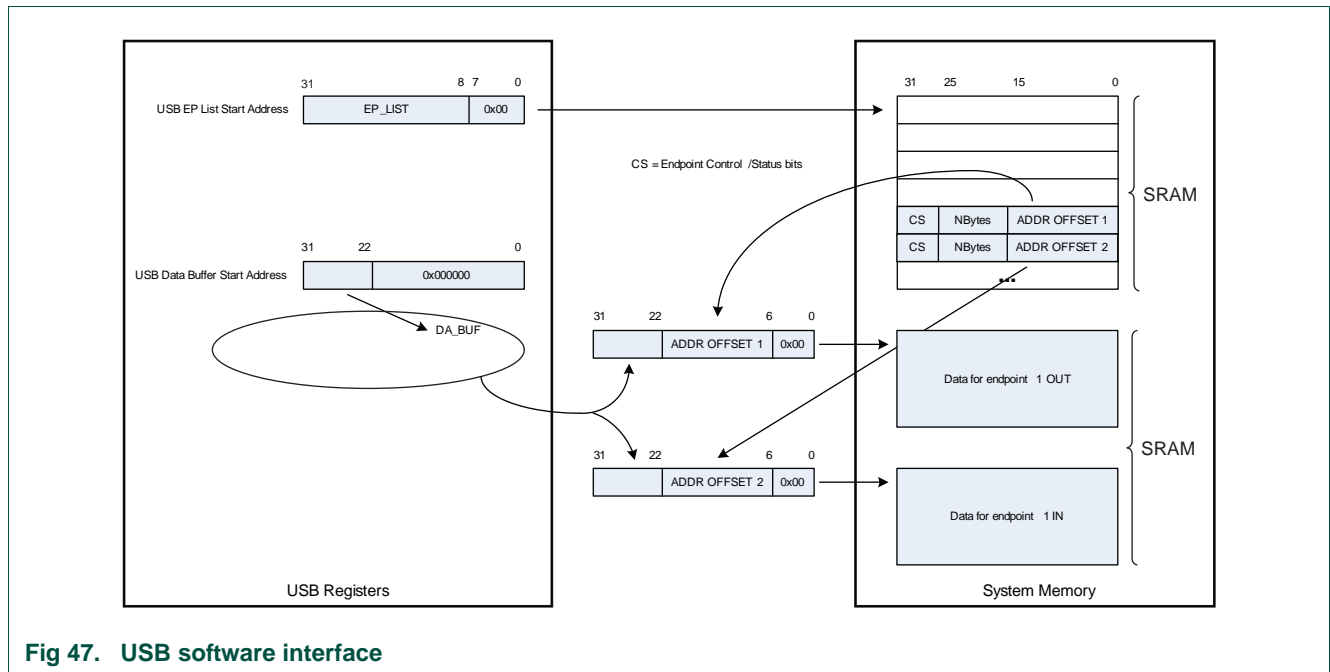 31 8 7 0
USB EP List Start Address EP_LIST 0x00
31 22 0
USB Data Buffer Start Address 0x000000
DA_BUF
USB Registers
CS = Endpoint Control /Status bits
31 22 6 0
ADDR OFFSET 1 0x00
31 22 6 0
ADDR OFFSET 2 0x00
31 25 15 0
CS NBytes ADDR OFFSET 1
CS NBytes ADDR OFFSET 2
...
SRAM
Data for endpoint 1 OUT
Data for endpoint 1 IN
SRAM
System Memory
Fig 47. USB software interface